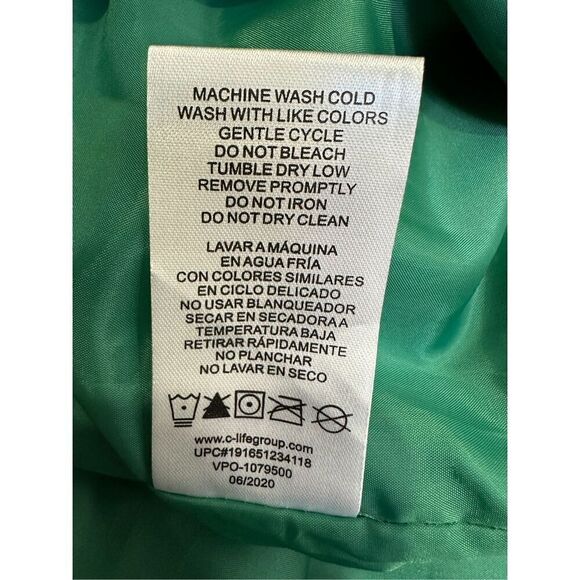 MACHINE WASH COLD
WASH WITH LIKE COLORS
GENTLE CYCLE
DO NOT BLEACH
TUMBLE DRY LOW
REMOVE PROMPTLY
DO NOT IRON
DO NOT DRY CLEAN
LAVAR A MÁQUINA
EN AGUA FRÍA
CON COLORES SIMILARES
EN CICLO DELICADO
NO USAR BLANQUEADOR
SECAR EN SECADORA A
TEMPERATURA BAJA
RETIRAR RÁPIDAMENTE
NO PLANCHAR
NO LAVAR EN SECO
www.c-lifegroup.com
UPC#191651234118
VPO-1079500
06/2020